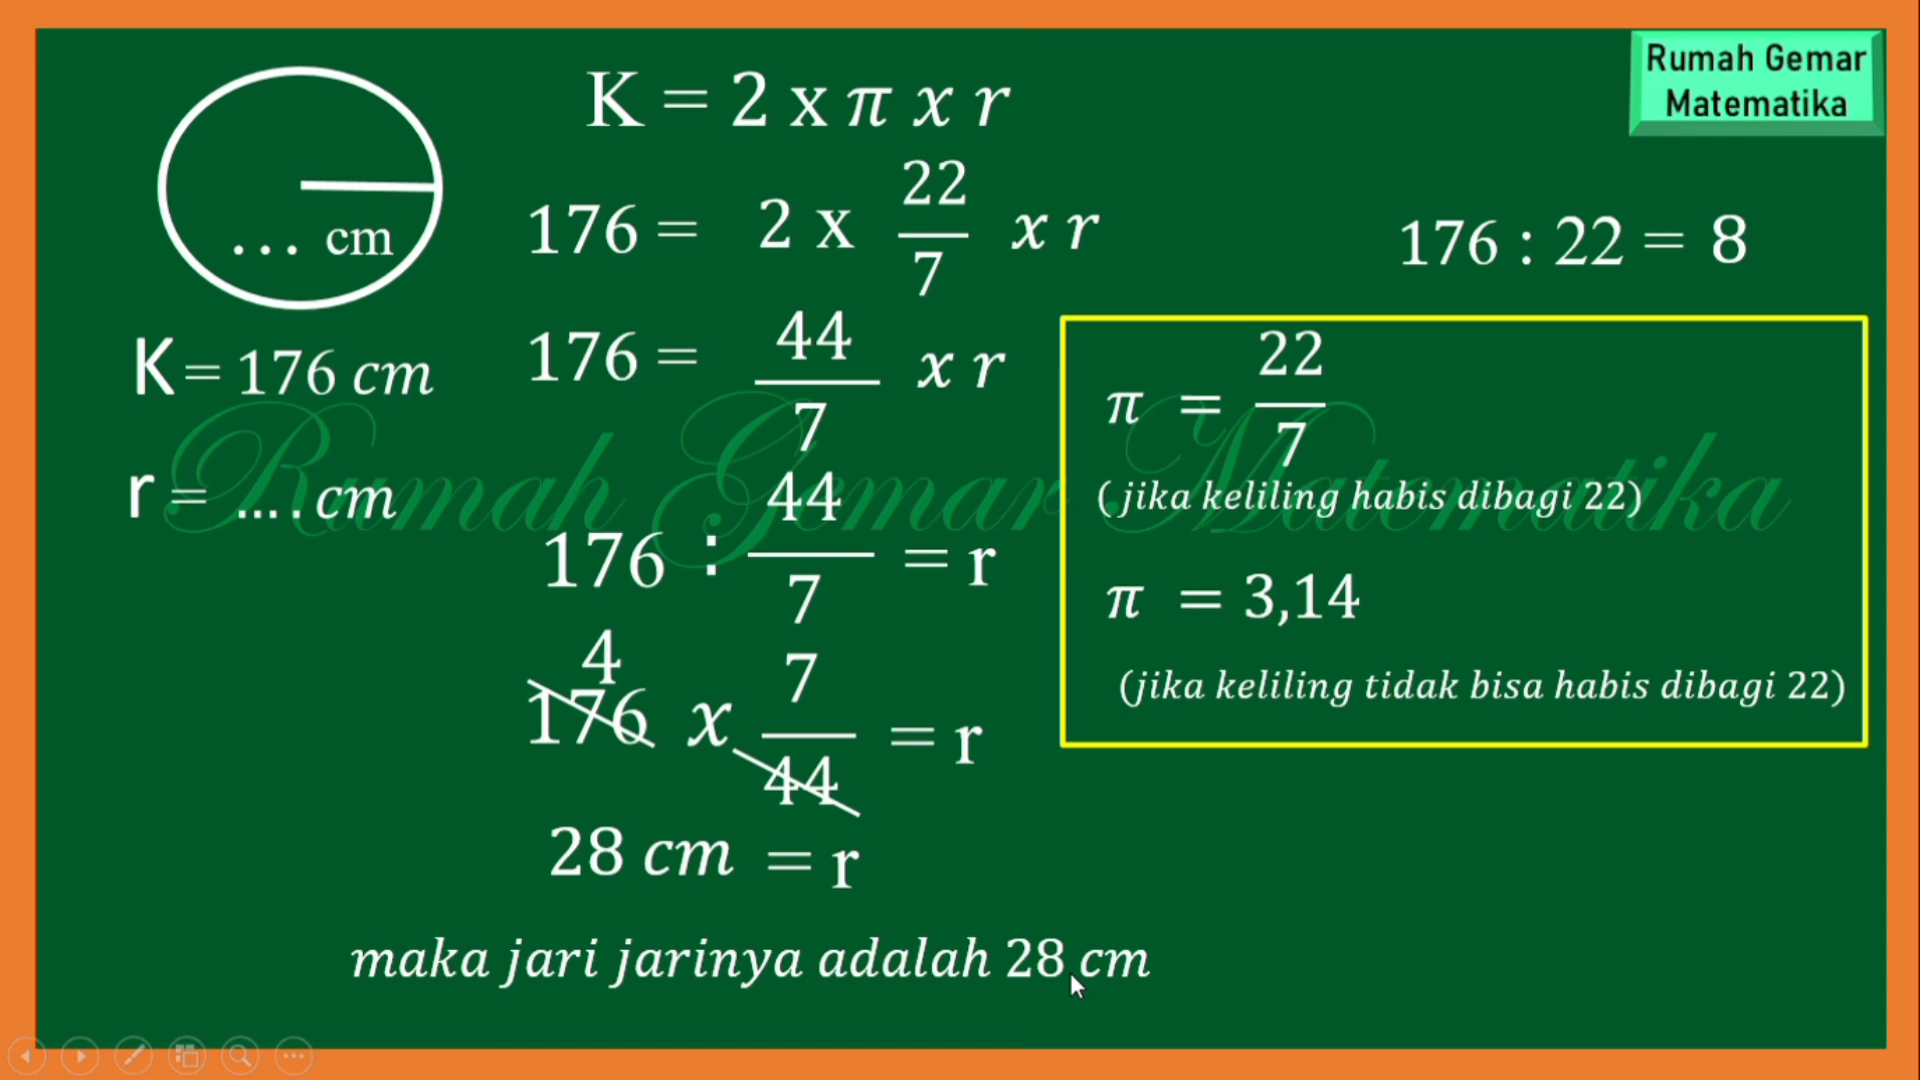 Rumah Gemar
Matematika
... cm
K = 176 cm
r = .... cm
K = 2 x π x r
176 = 2 x 22/7 x r
176 = 44/7 x r
176 : 44/7 = r
4
176 x 7/44 = r
28 cm = r
maka jari jarinya adalah 28 cm
176 : 22 = 8
π = 22/7
( jika keliling habis dibagi 22)
π = 3,14
(jika keliling tidak bisa habis dibagi 22)
Rumah Gemar Matematika